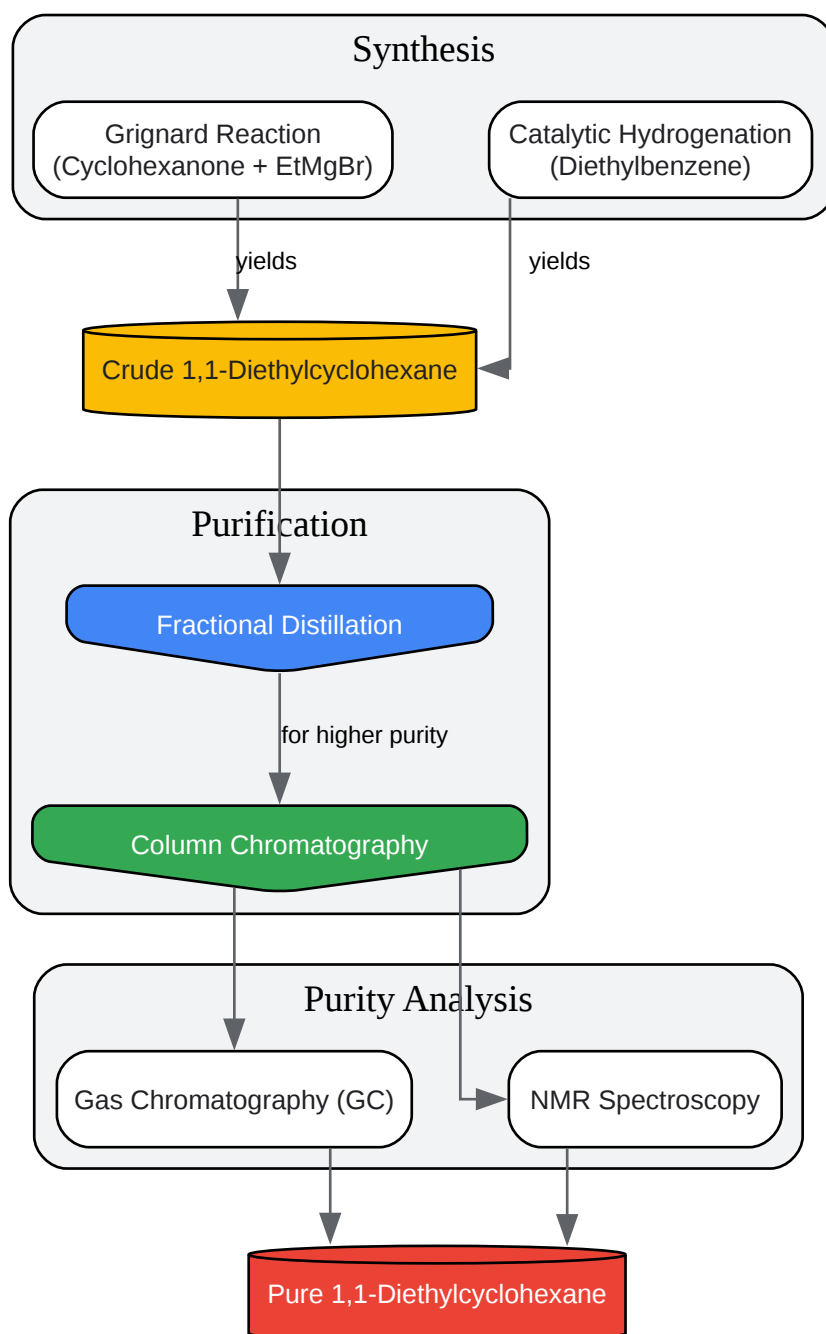 Synthesis
Grignard Reaction
(Cyclohexanone + EtMgBr)
Catalytic Hydrogenation
(Diethylbenzene)
yields
yields
Crude 1,1-Diethylcyclohexane
Purification
Fractional Distillation
for higher purity
Column Chromatography
Purity Analysis
Gas Chromatography (GC)
NMR Spectroscopy
Pure 1,1-Diethylcyclohexane